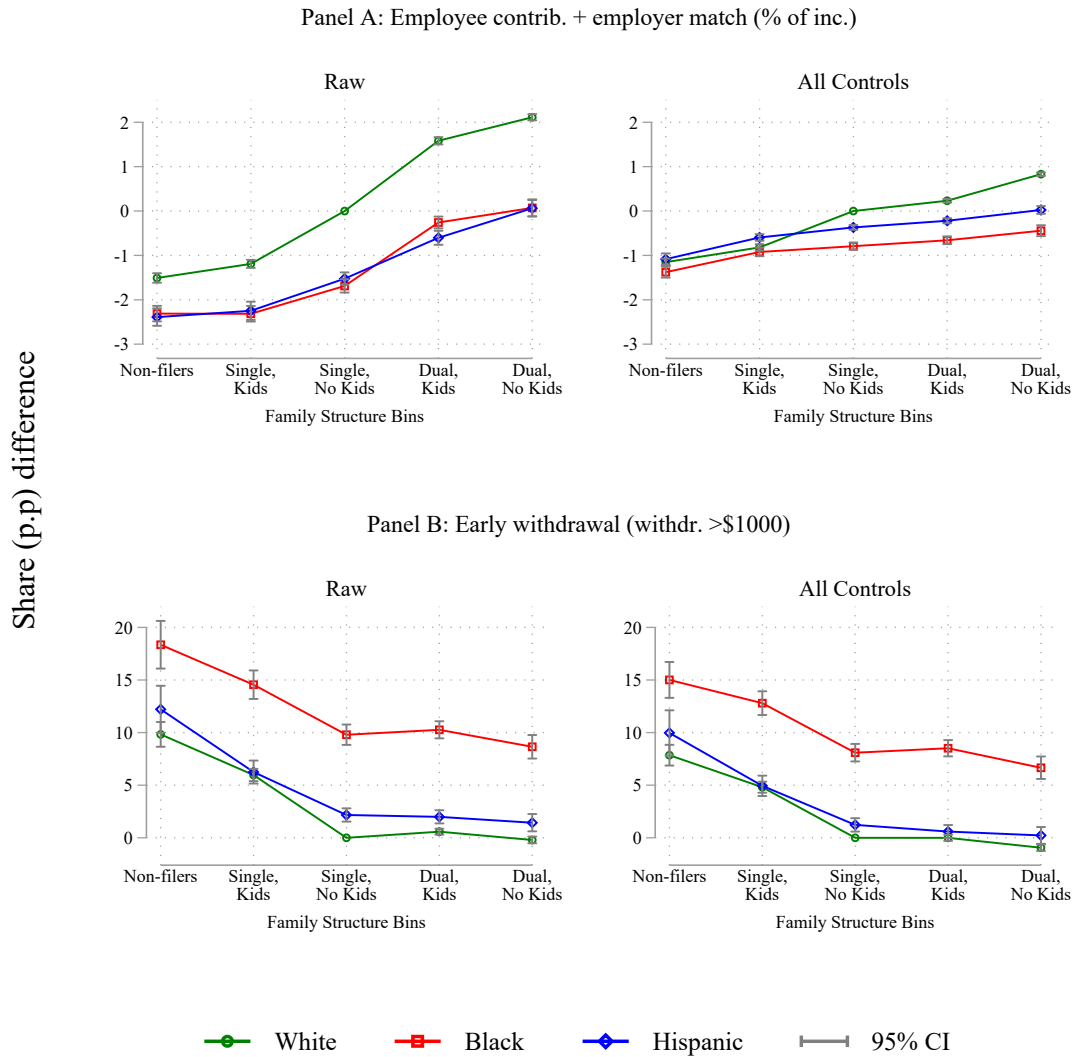 Panel A: Employee contrib. + employer match (% of inc.)
Raw
All Controls
2
1
0
-1
-2
-3
2
1
0
-1
-2
-3
Non-filers
Single,
Kids
Single,
No Kids
Dual,
Kids
Dual,
No Kids
Family Structure Bins
Non-filers
Single,
Kids
Single,
No Kids
Dual,
Kids
Dual,
No Kids
Family Structure Bins
Share (p.p) difference
Panel B: Early withdrawal (withdr. >$1000)
Raw
All Controls
20
15
10
5
0
20
15
10
5
0
Non-filers
Single,
Kids
Single,
No Kids
Dual,
Kids
Dual,
No Kids
Family Structure Bins
Non-filers
Single,
Kids
Single,
No Kids
Dual,
Kids
Dual,
No Kids
Family Structure Bins
White
Black
Hispanic
95% CI